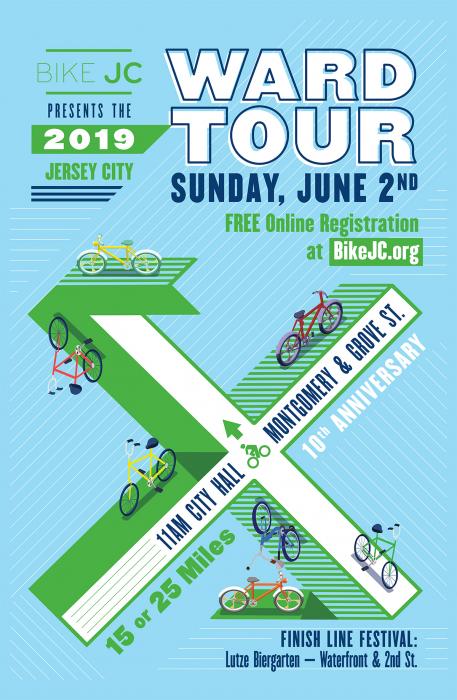 BIKE JC
PRESENTS THE
2019
JERSEY CITY
WARD
TOUR
SUNDAY, JUNE 2ND
FREE Online Registration
at BikeJC.org
11AM CITY HALL MONTGOMERY & GROVE ST.
10th ANNIVERSARY
15 or 25 Miles
FINISH LINE FESTIVAL:
Lutze Biergarten — Waterfront & 2nd St.